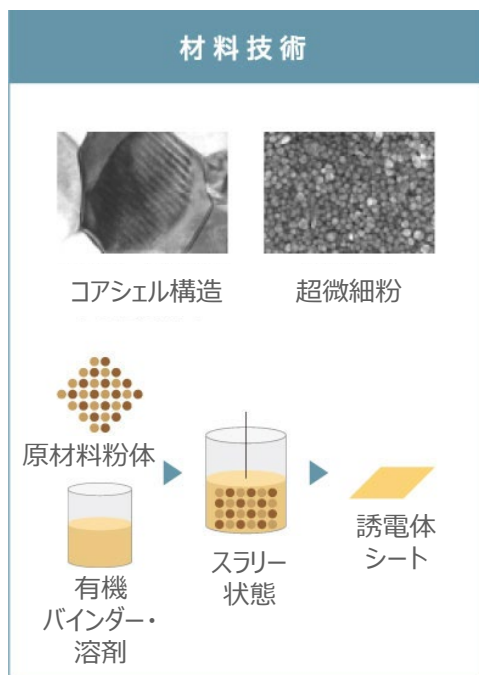 材料技術
コアシェル構造
超微細粉
原材料粉体
有機
バインダー・
溶剤
スラリー
状態
誘電体
シート